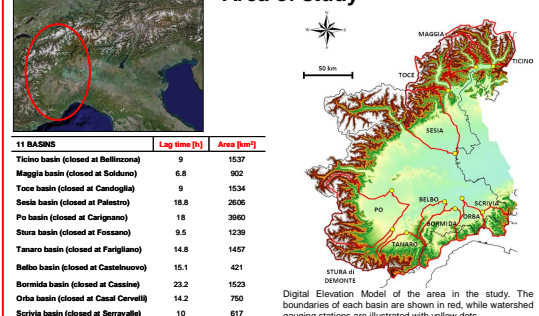 Area of Study
11 BASINS Lag time [h] Area [km²]
Ticino basin (closed at Bellinzona) 9 1537
Maggia basin (closed at Solduno) 6.8 902
Toce basin (closed at Candoglia) 9 1534
Sesia basin (closed at Palestro) 18.8 2606
Po basin (closed at Carignano) 18 3960
Stura basin (closed at Fossano) 9.5 1239
Tanaro basin (closed at Farigliano) 14.8 1457
Belbo basin (closed at Castelnuovo) 15.1 421
Bormida basin (closed at Cassine) 23.2 1523
Orba basin (closed at Casal Cervelli) 14.2 750
Scrivia basin (closed at Serravalle) 10 617
N
W E
S
50 km
MAGGIA
TICINO
TOCE
SESIA
PO
BELBO
SCRIVIA
ORBA
BORMIDA
TANARO
STURA di
DEMONTE
Digital Elevation Model of the area in the study. The
boundaries of each basin are shown in red, while watershed
gauging stations are illustrated with yellow dots